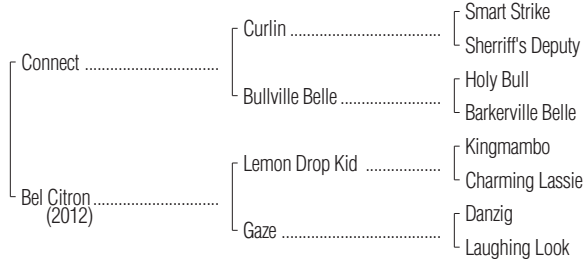 Smart Strike
Curlin
Sherriff's Deputy
Connect
Holy Bull
Bullville Belle
Barkerville Belle
Kingmambo
Lemon Drop Kid
Charming Lassie
Bel Citron
(2012)
Danzig
Gaze
Laughing Look